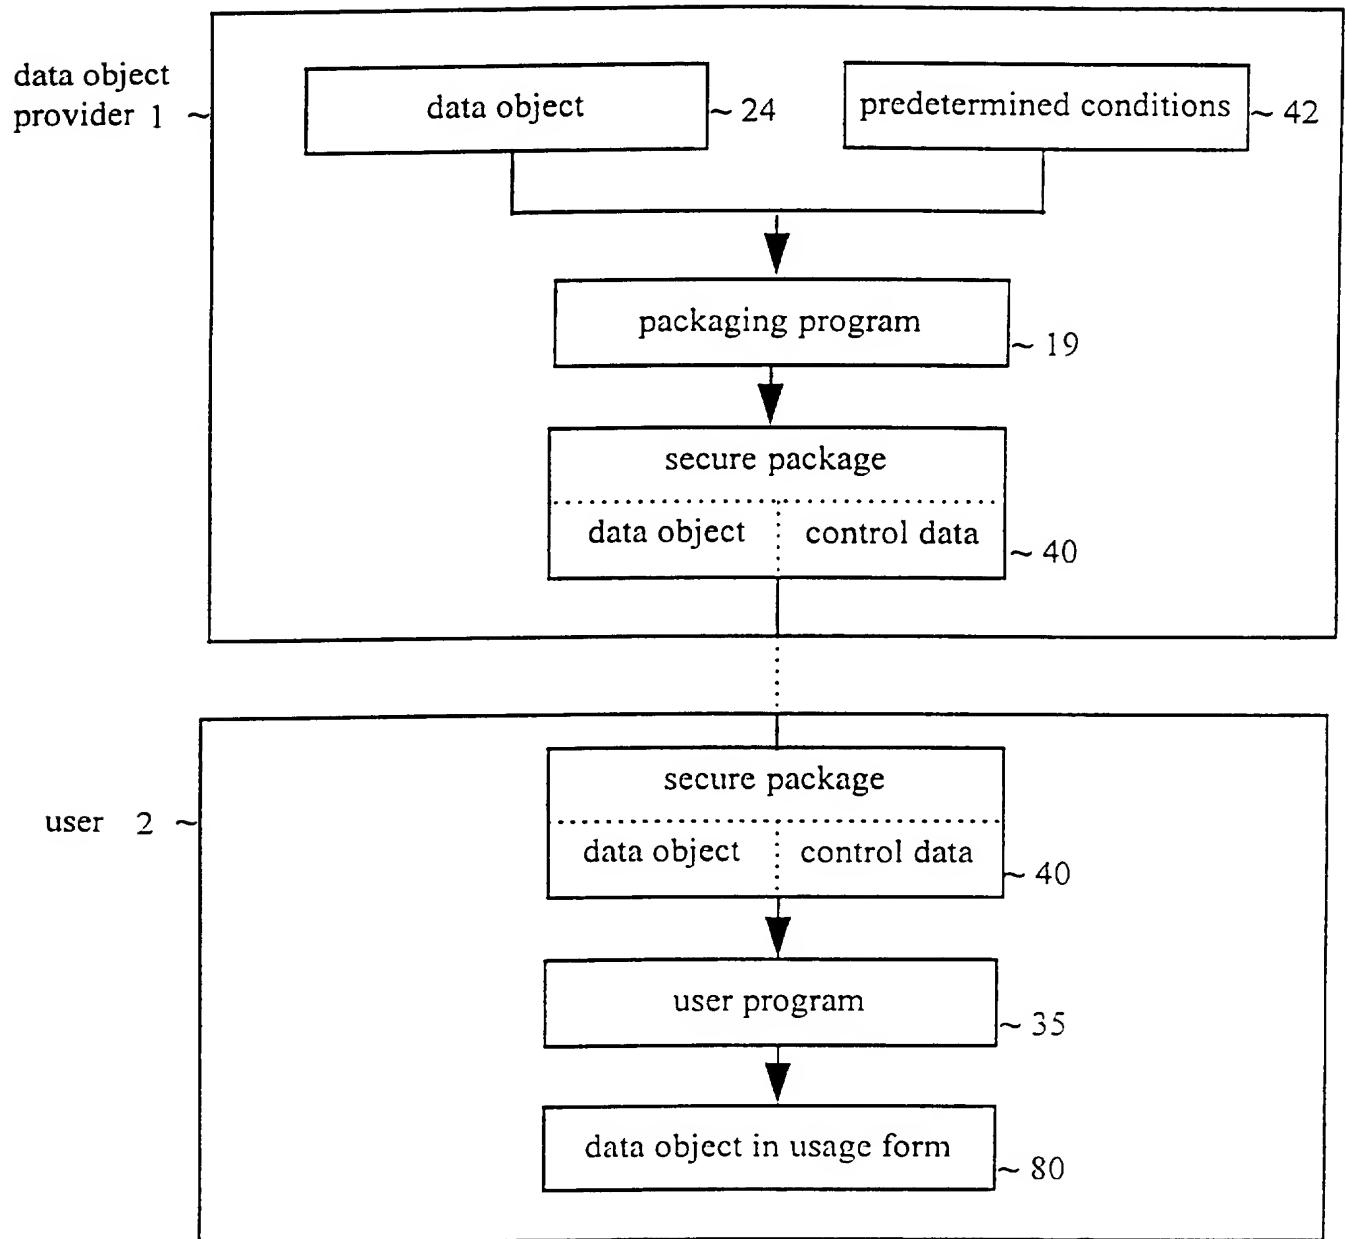 data object
provider 1 ~
data object
~ 24
predetermined conditions
~ 42
packaging program
~ 19
secure package
data object
control data
~ 40
user 2 ~
secure package
data object
control data
~ 40
user program
~ 35
data object in usage form
~ 80